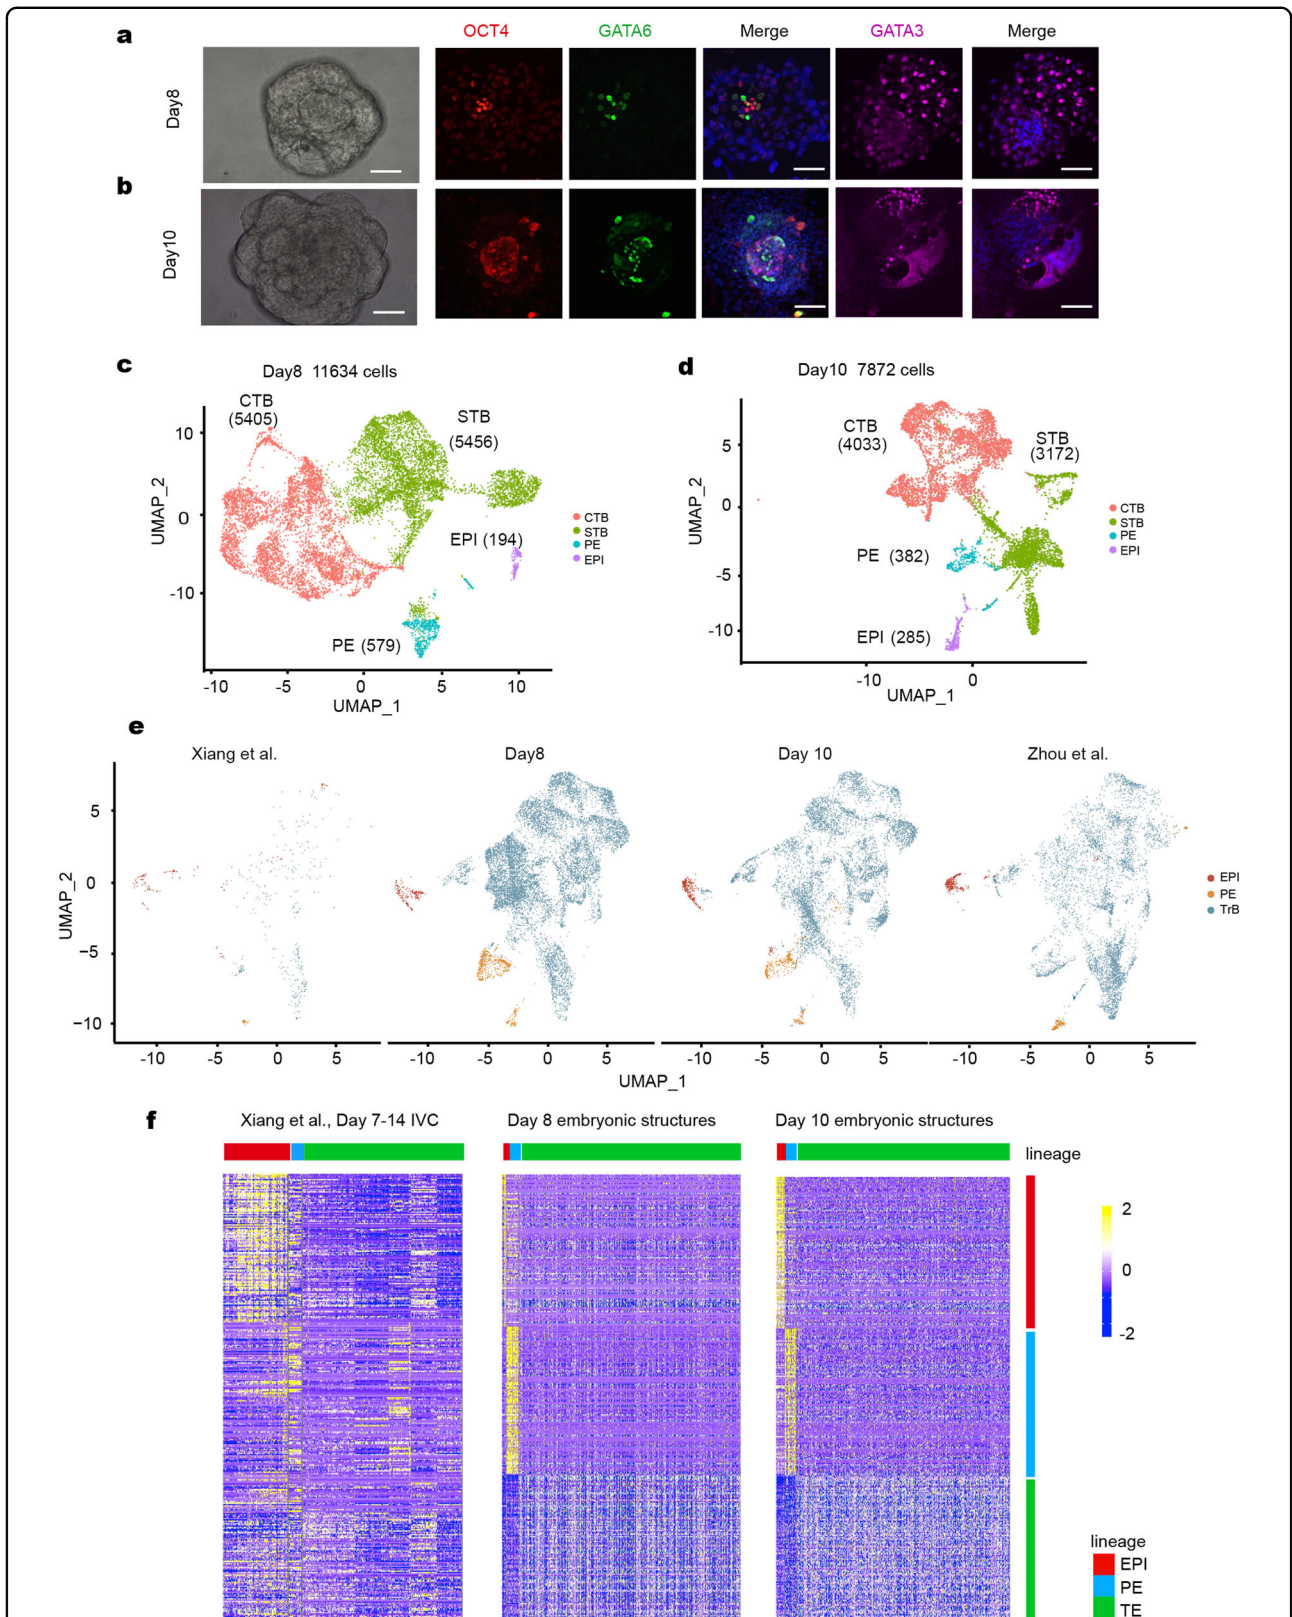 a
OCT4 GATA6 Merge GATA3 Merge
Day8
b
Day10
c
Day8 11634 cells
CTB
(5405)
STB
(5456)
EPI (194)
PE (579)
10
0
-10
UMAP_2
-10 -5 0 5 10
UMAP_1
CTB
STB
PE
EPI
d
Day10 7872 cells
CTB
(4033)
STB
(3172)
PE (382)
EPI (285)
5
0
-5
-10
UMAP_2
-10 0
UMAP_1
CTB
STB
PE
EPI
e
Xiang et al. Day8 Day 10 Zhou et al.
5
0
−5
−10
UMAP_2
-10 -5 0 5 -10 -5 0 5 -10 -5 0 5 -10 -5 0 5
UMAP_1
EPI
PE
TrB
f
Xiang et al., Day 7-14 IVC Day 8 embryonic structures Day 10 embryonic structures
lineage
2
0
-2
lineage
EPI
PE
TE